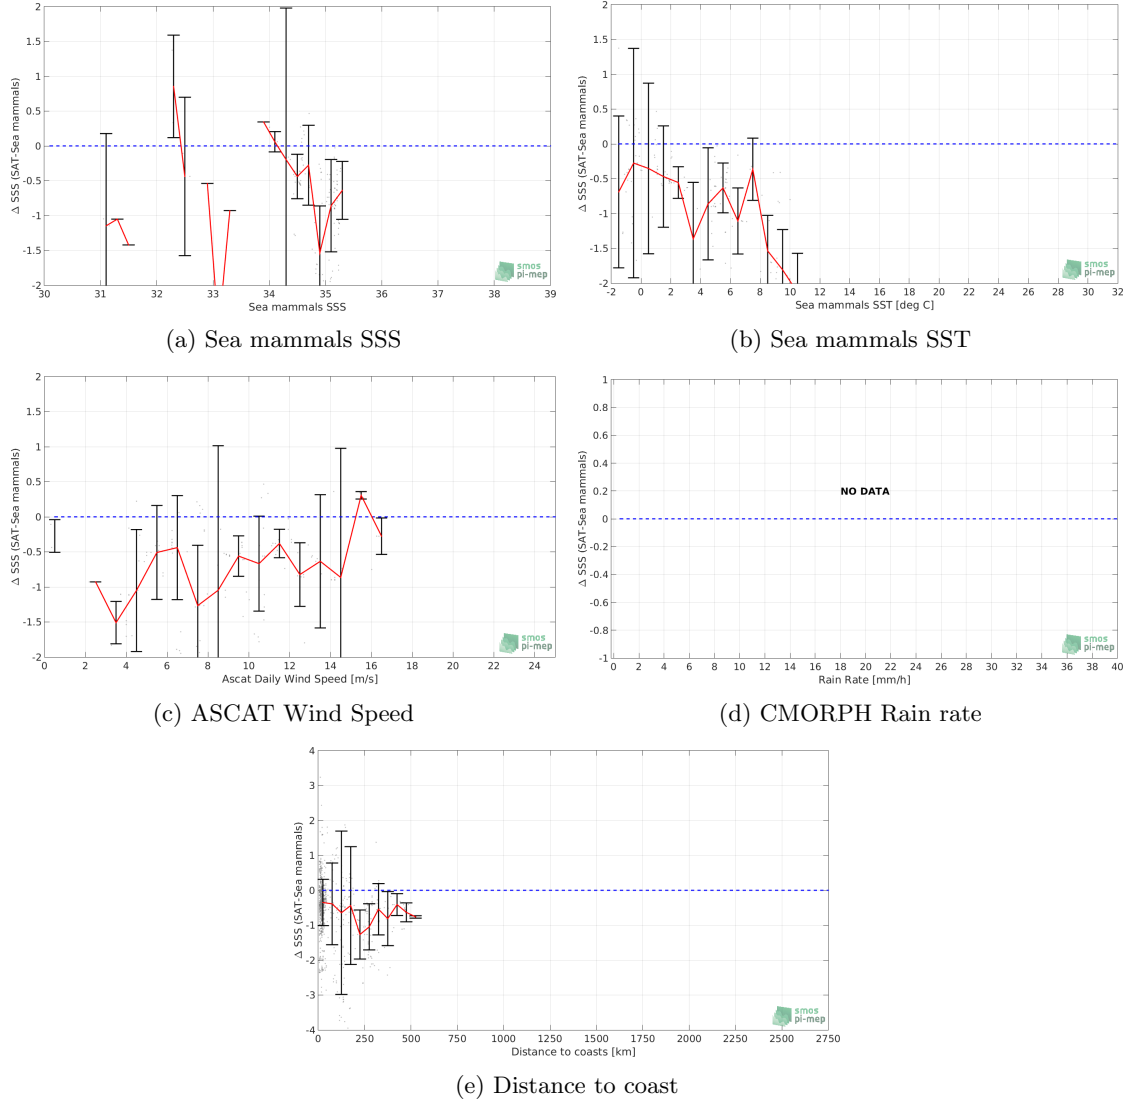 2
1.5
1
0.5
0
-0.5
-1
-1.5
-2
Δ SSS (SAT-Sea mammals)
30 31 32 33 34 35 36 37 38 39
Sea mammals SSS
smos
pi-mep
(a) Sea mammals SSS
2
1.5
1
0.5
0
-0.5
-1
-1.5
-2
Δ SSS (SAT-Sea mammals)
-2 0 2 4 6 8 10 12 14 16 18 20 22 24 26 28 30 32
Sea mammals SST [deg C]
smos
pi-mep
(b) Sea mammals SST
2
1.5
1
0.5
0
-0.5
-1
-1.5
-2
Δ SSS (SAT-Sea mammals)
0 2 4 6 8 10 12 14 16 18 20 22 24
Ascat Daily Wind Speed [m/s]
smos
pi-mep
(c) ASCAT Wind Speed
1
0.8
0.6
0.4
0.2
0
-0.2
-0.4
-0.6
-0.8
-1
Δ SSS (SAT-Sea mammals)
NO DATA
0 2 4 6 8 10 12 14 16 18 20 22 24 26 28 30 32 34 36 38 40
Rain Rate [mm/h]
smos
pi-mep
(d) CMORPH Rain rate
4
3
2
1
0
-1
-2
-3
-4
Δ SSS (SAT-Sea mammals)
0 250 500 750 1000 1250 1500 1750 2000 2250 2500 2750
Distance to coasts [km]
smos
pi-mep
(e) Distance to coast